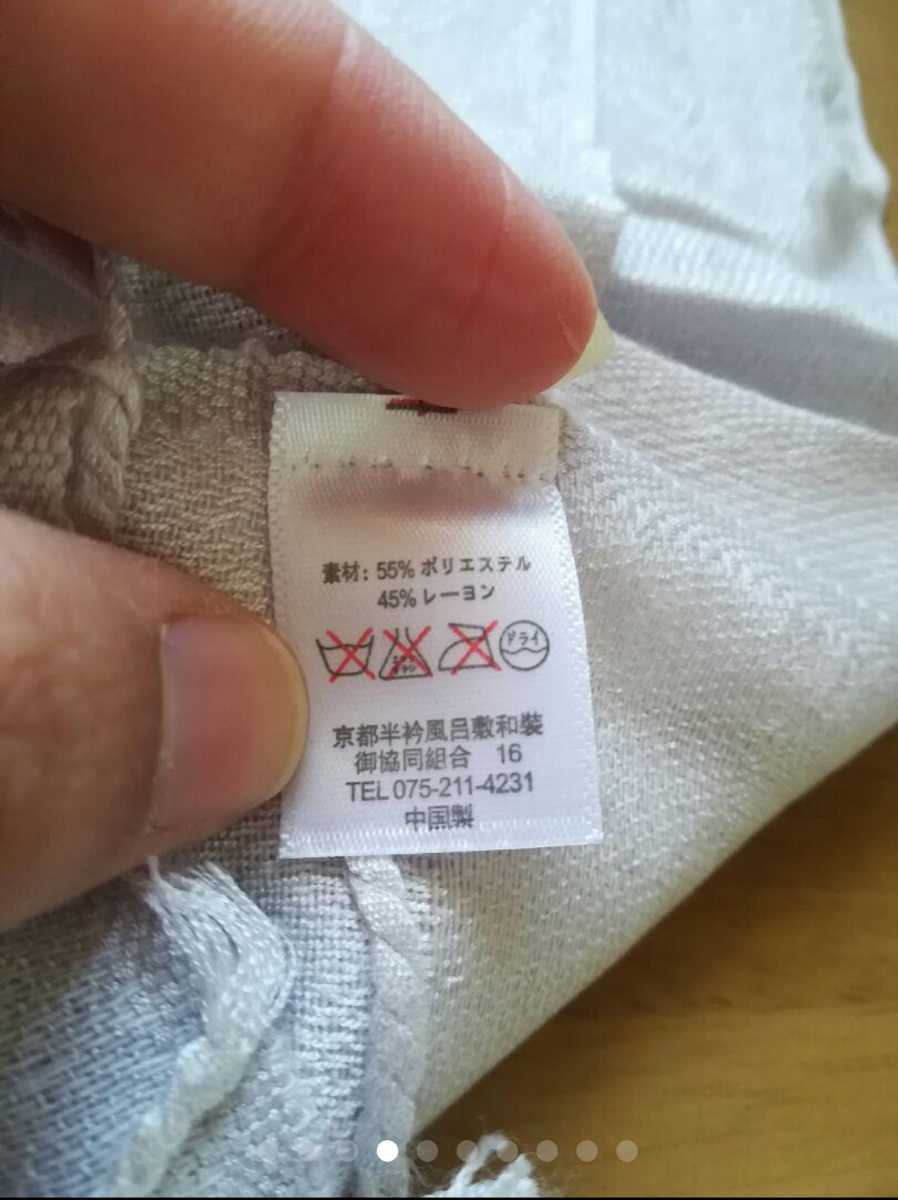 素材: 55% ポリエステル
45% レーヨン
ドライ
京都半衿風呂敷和裝
御協同組合 16
TEL 075-211-4231
中国製